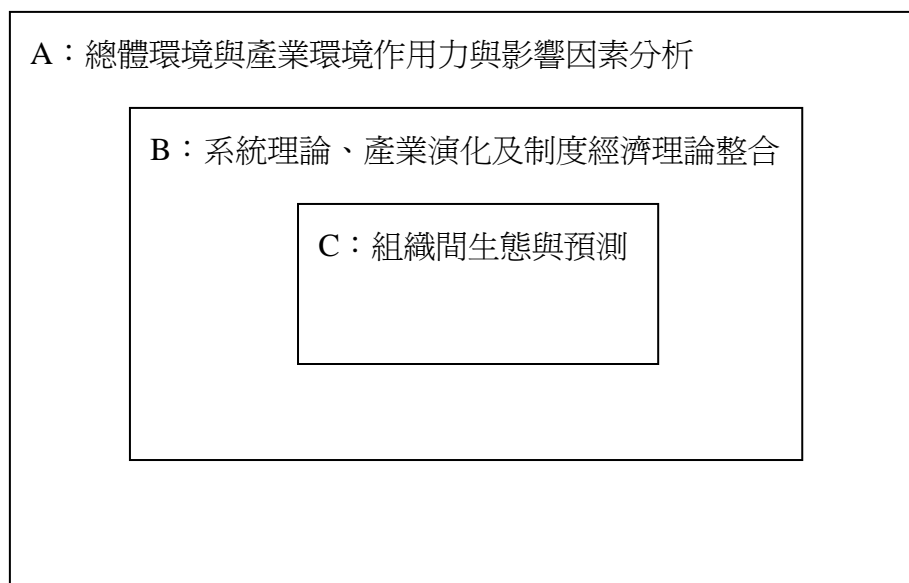 A：總體環境與產業環境作用力與影響因素分析
B：系統理論、產業演化及制度經濟理論整合
C：組織間生態與預測